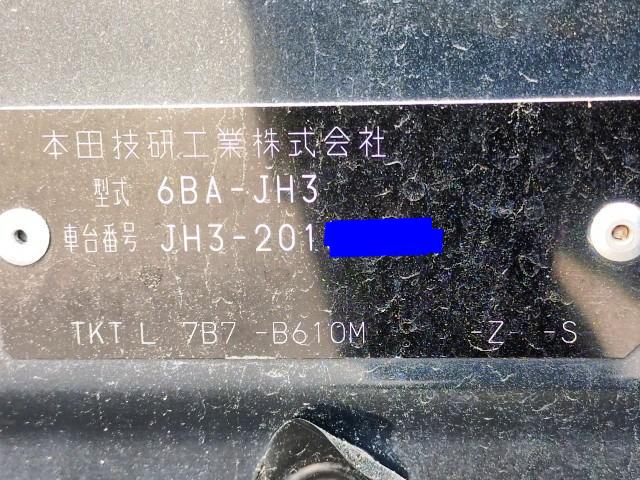 本田技研工業株式会社
型式 6BA-JH3
車台番号 JH3-201
TKT L 7B7 -B610M -Z- -S